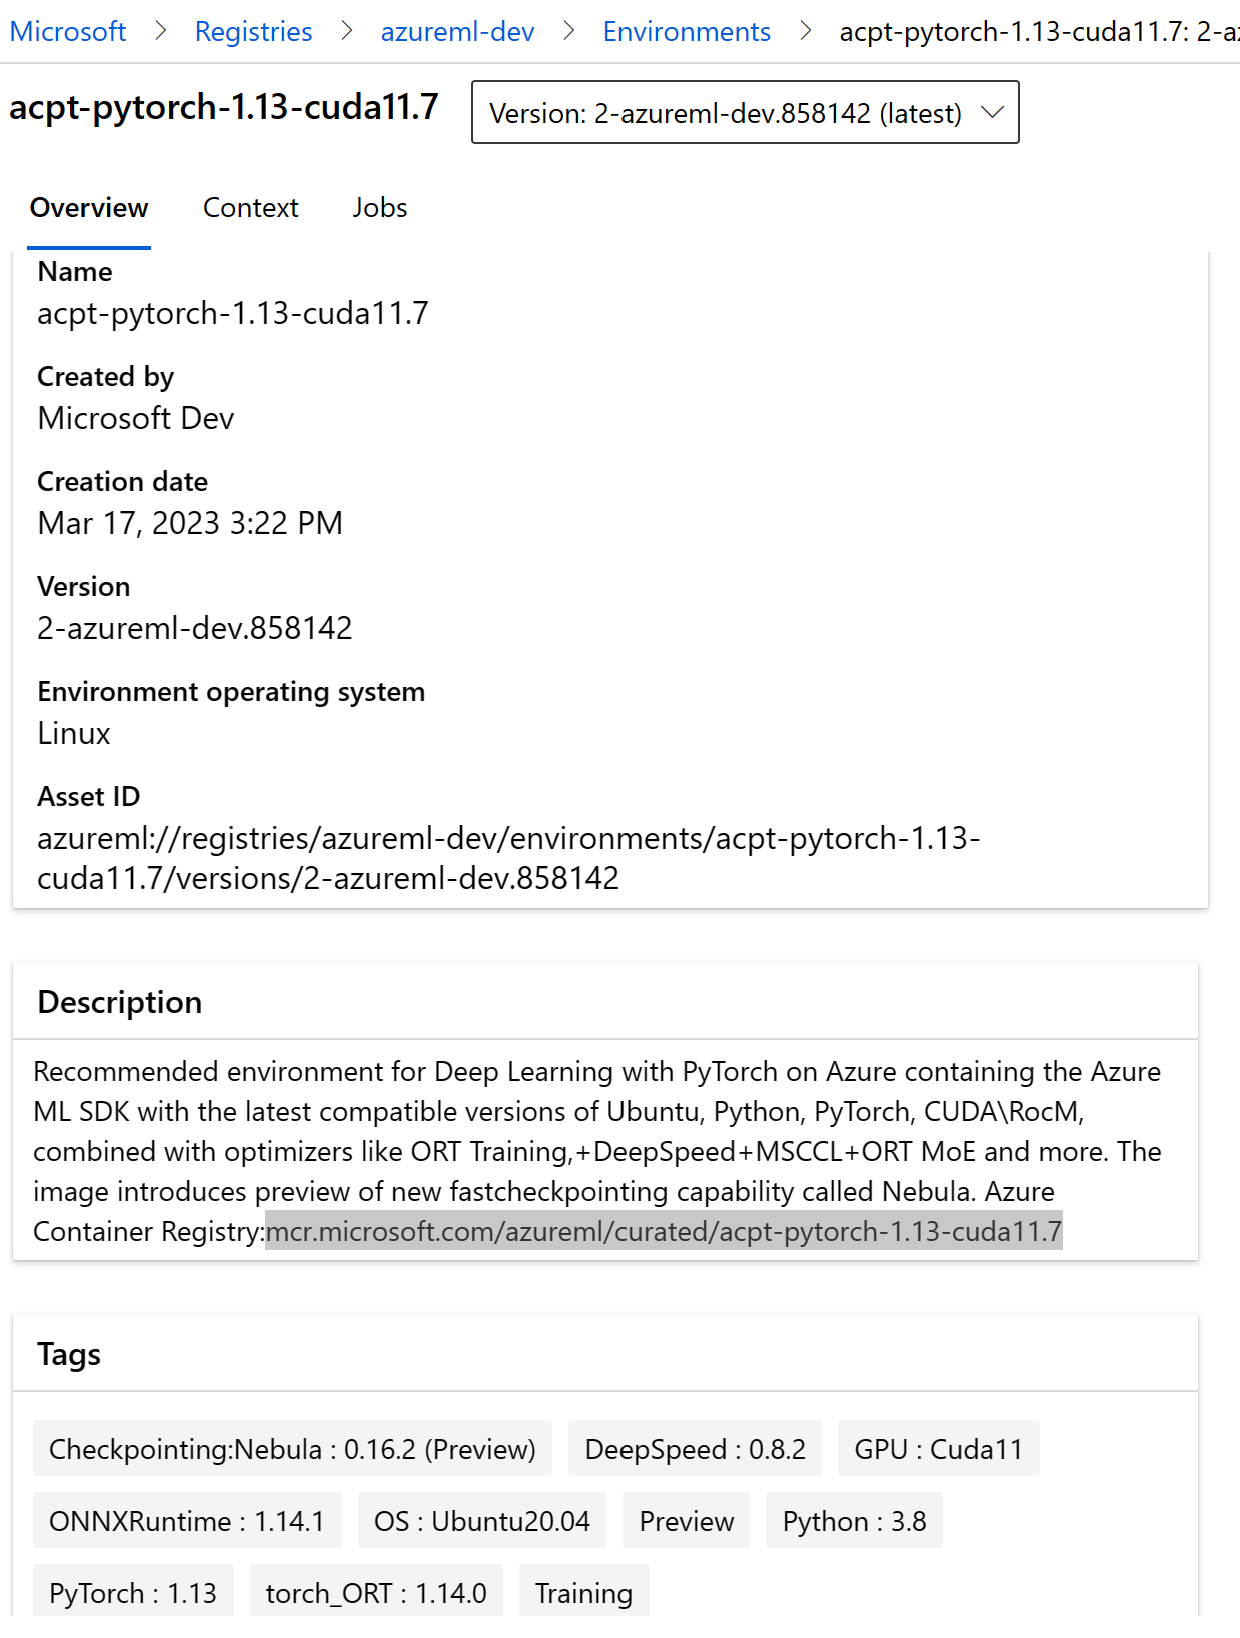 Microsoft > Registries > azureml-dev > Environments > acpt-pytorch-1.13-cuda11.7: 2-a
acpt-pytorch-1.13-cuda11.7 Version: 2-azureml-dev.858142 (latest)
Overview Context Jobs
Name
acpt-pytorch-1.13-cuda11.7
Created by
Microsoft Dev
Creation date
Mar 17, 2023 3:22 PM
Version
2-azureml-dev.858142
Environment operating system
Linux
Asset ID
azureml://registries/azureml-dev/environments/acpt-pytorch-1.13-
cuda11.7/versions/2-azureml-dev.858142
Description
Recommended environment for Deep Learning with PyTorch on Azure containing the Azure
ML SDK with the latest compatible versions of Ubuntu, Python, PyTorch, CUDA\RocM,
combined with optimizers like ORT Training,+DeepSpeed+MSCCL+ORT MoE and more. The
image introduces preview of new fastcheckpointing capability called Nebula. Azure
Container Registry:mcr.microsoft.com/azureml/curated/acpt-pytorch-1.13-cuda11.7
Tags
Checkpointing:Nebula : 0.16.2 (Preview) DeepSpeed : 0.8.2 GPU : Cuda11
ONNXRuntime : 1.14.1 OS : Ubuntu20.04 Preview Python : 3.8
PyTorch : 1.13 torch_ORT : 1.14.0 Training